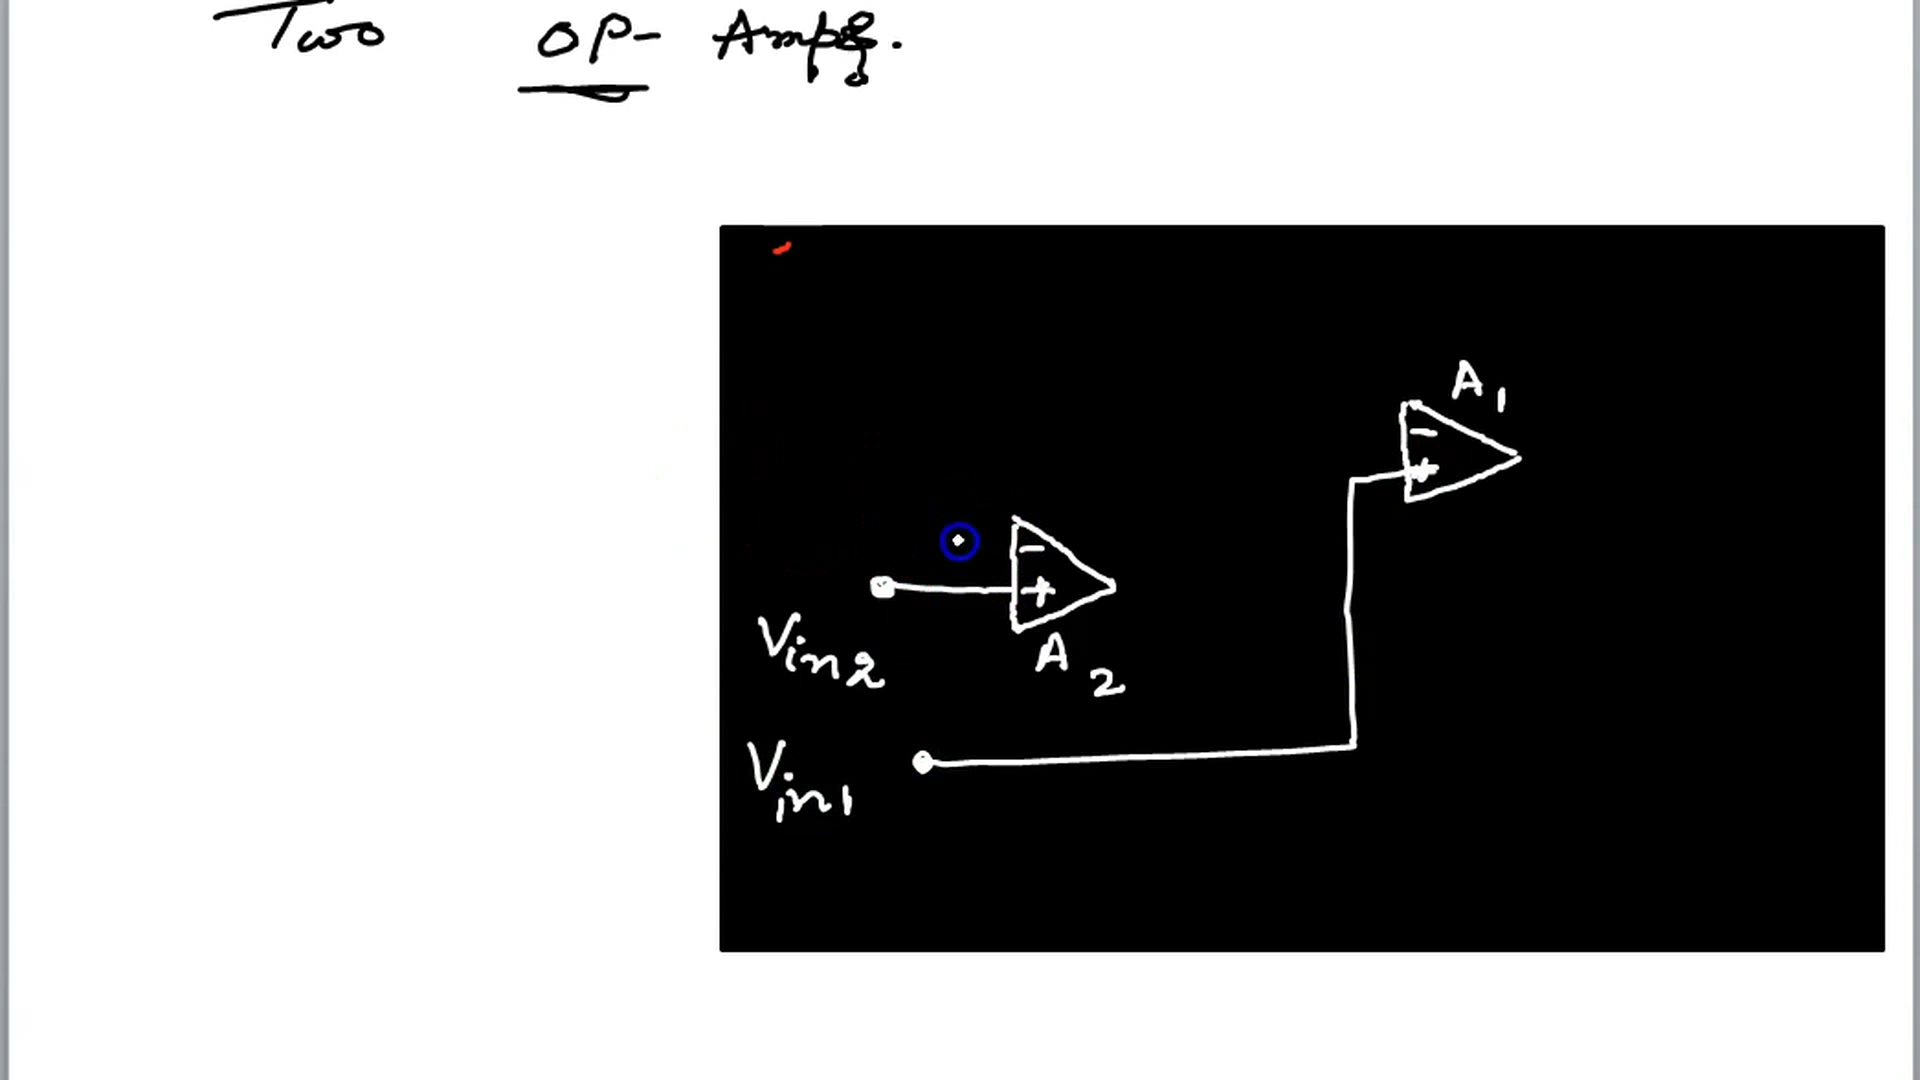 Two OP- Amps.
A1
-
+
-
+
Vin2
A2
Vin1